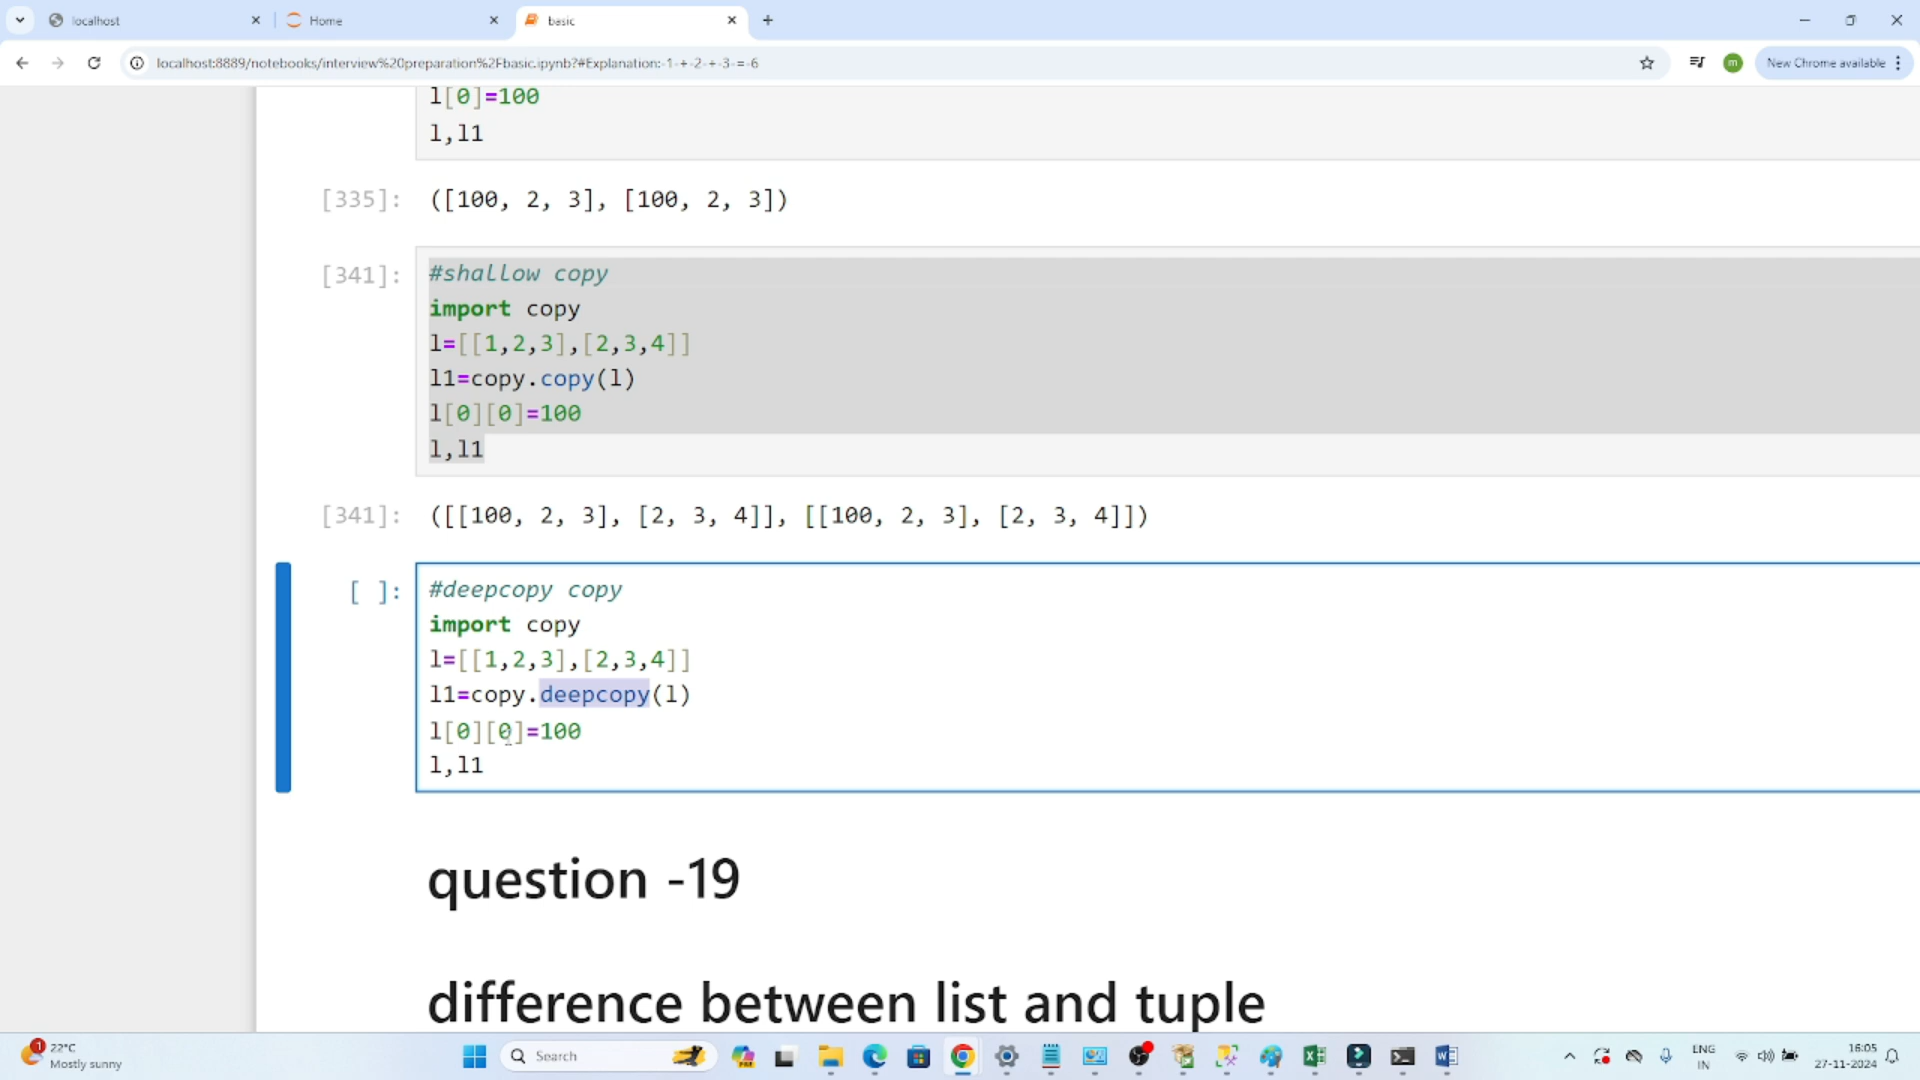 localhost
Home
basic
localhost:8889/notebooks/interview%20preparation%2Fbasic.ipynb?#Explanation:-1-+-2-+-3-=-6
m
New Chrome available
l[0]=100
l,l1
[335]: ([100, 2, 3], [100, 2, 3])
[341]: #shallow copy
import copy
l=[[1,2,3],[2,3,4]]
l1=copy.copy(l)
l[0][0]=100
l,l1
[341]: ([[100, 2, 3], [2, 3, 4]], [[100, 2, 3], [2, 3, 4]])
[ ]: #deepcopy copy
import copy
l=[[1,2,3],[2,3,4]]
l1=copy.deepcopy(l)
l[0][0]=100
l,l1
question -19
difference between list and tuple
1
22°C
Mostly sunny
Search
ENG
IN
16:05
27-11-2024